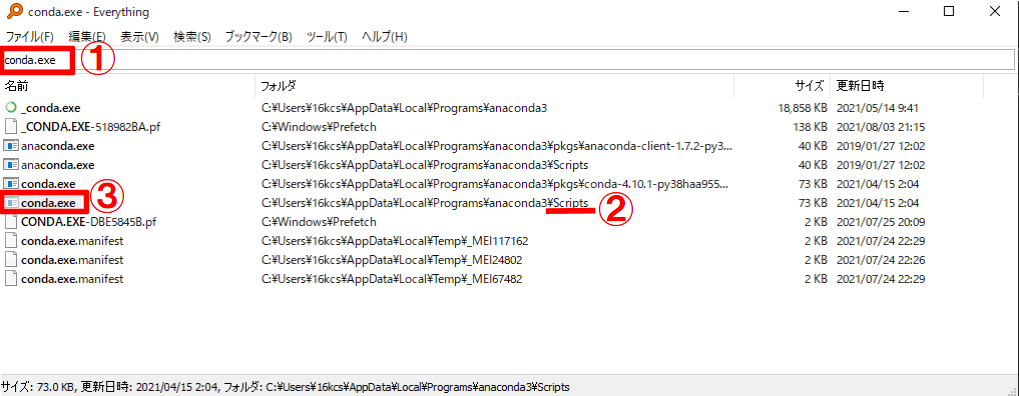 conda.exe - Everything
ファイル(F) 編集(E) 表示(V) 検索(S) ブックマーク(B) ツール(T) ヘルプ(H)
conda.exe ①
名前 フォルダ サイズ 更新日時
_conda.exe C:¥Users¥16kcs¥AppData¥Local¥Programs¥anaconda3 18,858 KB 2021/05/14 9:41
_CONDA.EXE-518982BA.pf C:¥Windows¥Prefetch 138 KB 2021/08/03 21:15
anaconda.exe C:¥Users¥16kcs¥AppData¥Local¥Programs¥anaconda3¥pkgs¥anaconda-client-1.7.2-py3... 40 KB 2019/01/27 12:02
anaconda.exe C:¥Users¥16kcs¥AppData¥Local¥Programs¥anaconda3¥Scripts 40 KB 2019/01/27 12:02
conda.exe C:¥Users¥16kcs¥AppData¥Local¥Programs¥anaconda3¥pkgs¥conda-4.10.1-py38haa955... 73 KB 2021/04/15 2:04
conda.exe ③ C:¥Users¥16kcs¥AppData¥Local¥Programs¥anaconda3¥Scripts ② 73 KB 2021/04/15 2:04
CONDA.EXE-DBE5845B.pf C:¥Windows¥Prefetch 2 KB 2021/07/25 20:09
conda.exe.manifest C:¥Users¥16kcs¥AppData¥Local¥Temp¥_MEI117162 2 KB 2021/07/24 22:29
conda.exe.manifest C:¥Users¥16kcs¥AppData¥Local¥Temp¥_MEI24802 2 KB 2021/07/24 22:26
conda.exe.manifest C:¥Users¥16kcs¥AppData¥Local¥Temp¥_MEI67482 2 KB 2021/07/24 22:29
サイズ: 73.0 KB, 更新日時: 2021/04/15 2:04, フォルダ: C:¥Users¥16kcs¥AppData¥Local¥Programs¥anaconda3¥Scripts